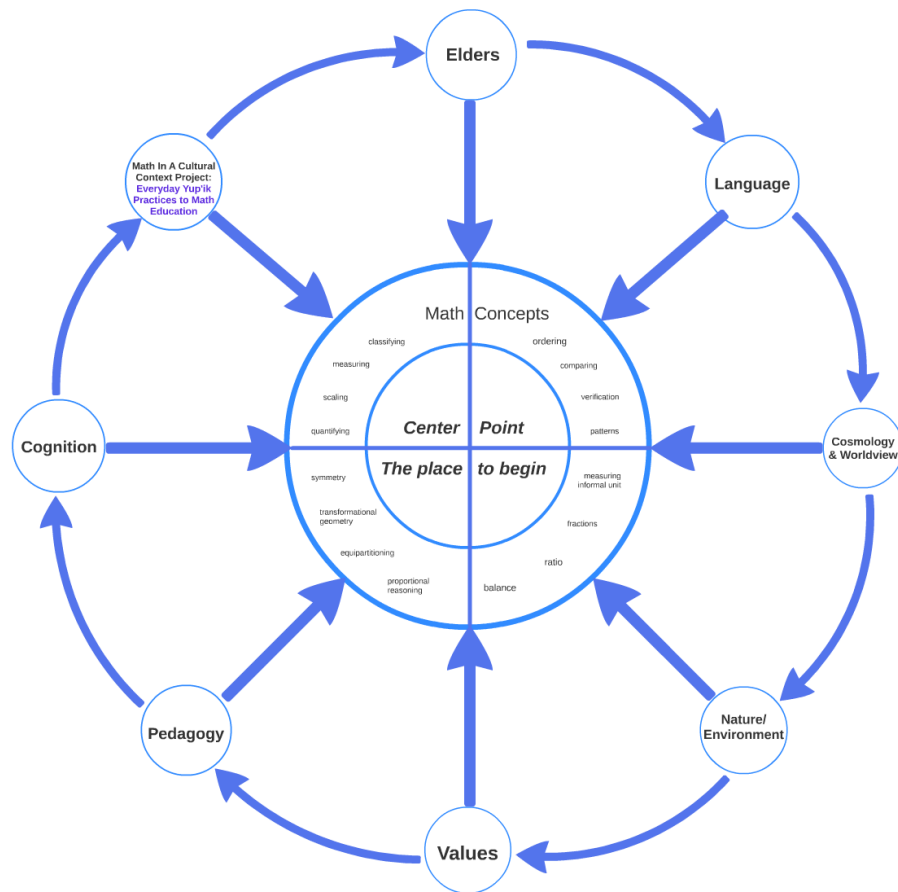 Elders
Math In A Cultural
Context Project:
Everyday Yup'ik
Practices to Math
Education
Language
Math Concepts
classifying
ordering
measuring
comparing
scaling
verification
quantifying
patterns
Center Point
The place to begin
Cognition
Cosmology
& Worldview
symmetry
measuring
informal unit
transformational
geometry
fractions
equipartitioning
ratio
proportional
reasoning
balance
Pedagogy
Nature/
Environment
Values